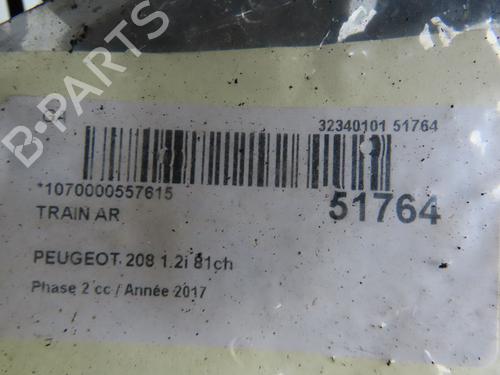 32340101 51764
*1070000557615
51764
TRAIN AR
PEUGEOT 208 1.2i 81ch
Phase 2 cc / Année 2017
B-PARTS